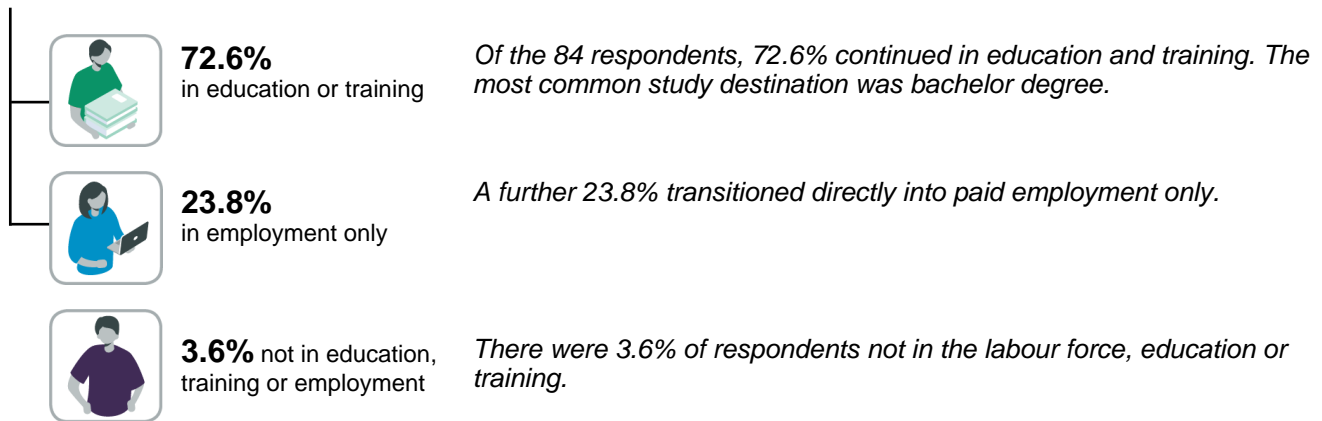 72.6%
in education or training
Of the 84 respondents, 72.6% continued in education and training. The
most common study destination was bachelor degree.
23.8%
in employment only
A further 23.8% transitioned directly into paid employment only.
3.6% not in education,
training or employment
There were 3.6% of respondents not in the labour force, education or
training.